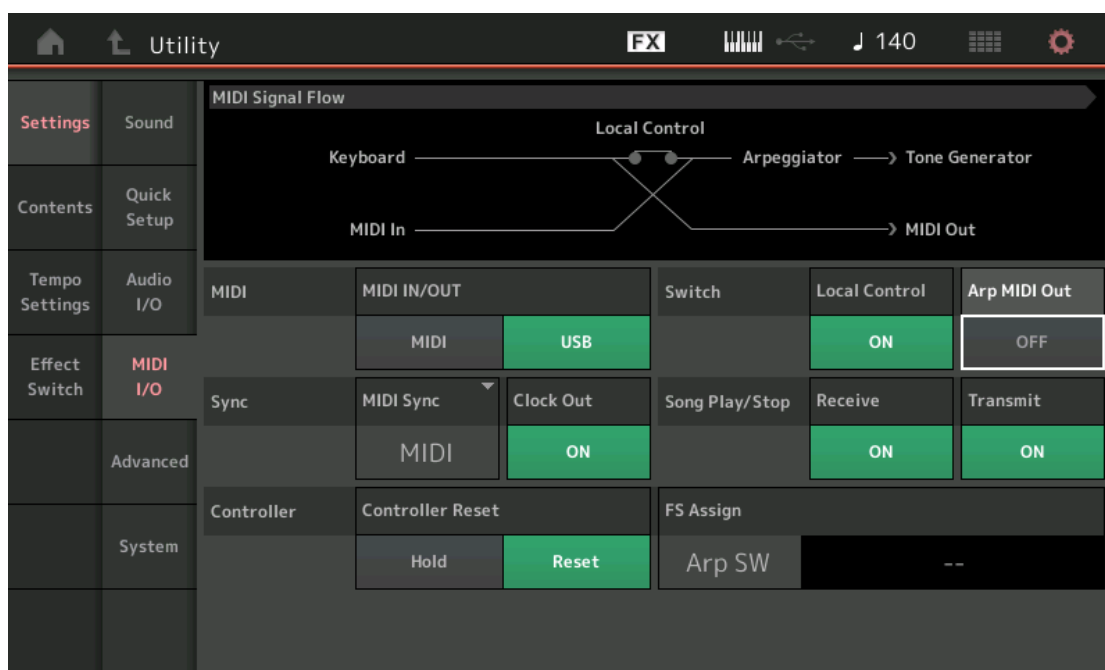 Utility FX 140
MIDI Signal Flow
Settings Sound
Local Control
Keyboard Arpeggiator Tone Generator
Contents Quick Setup
MIDI In MIDI Out
Tempo Settings Audio I/O
MIDI MIDI IN/OUT Switch Local Control Arp MIDI Out
MIDI USB ON OFF
Effect Switch MIDI I/O
Sync MIDI Sync Clock Out Song Play/Stop Receive Transmit
MIDI ON ON ON
Advanced
Controller Controller Reset FS Assign
System
Hold Reset Arp SW --